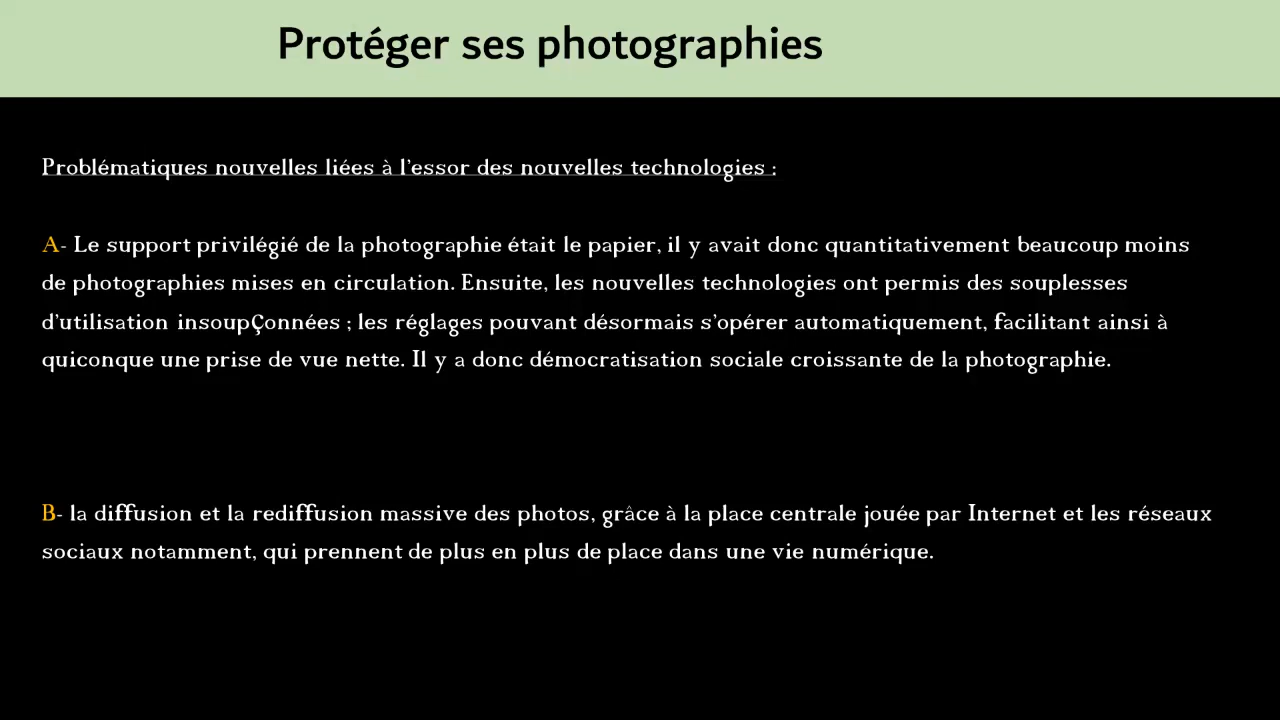 Protéger ses photographies
Problématiques nouvelles liées à l'essor des nouvelles technologies :
A- Le support privilégié de la photographie était le papier, il y avait donc quantitativement beaucoup moins
de photographies mises en circulation. Ensuite, les nouvelles technologies ont permis des souplesses
d'utilisation insoupÇonnées ; les réglages pouvant désormais s'opérer automatiquement, facilitant ainsi à
quiconque une prise de vue nette. Il y a donc démocratisation sociale croissante de la photographie.
B- la diffusion et la rediffusion massive des photos, grâce à la place centrale jouée par Internet et les réseaux
sociaux notamment, qui prennent de plus en plus de place dans une vie numérique.